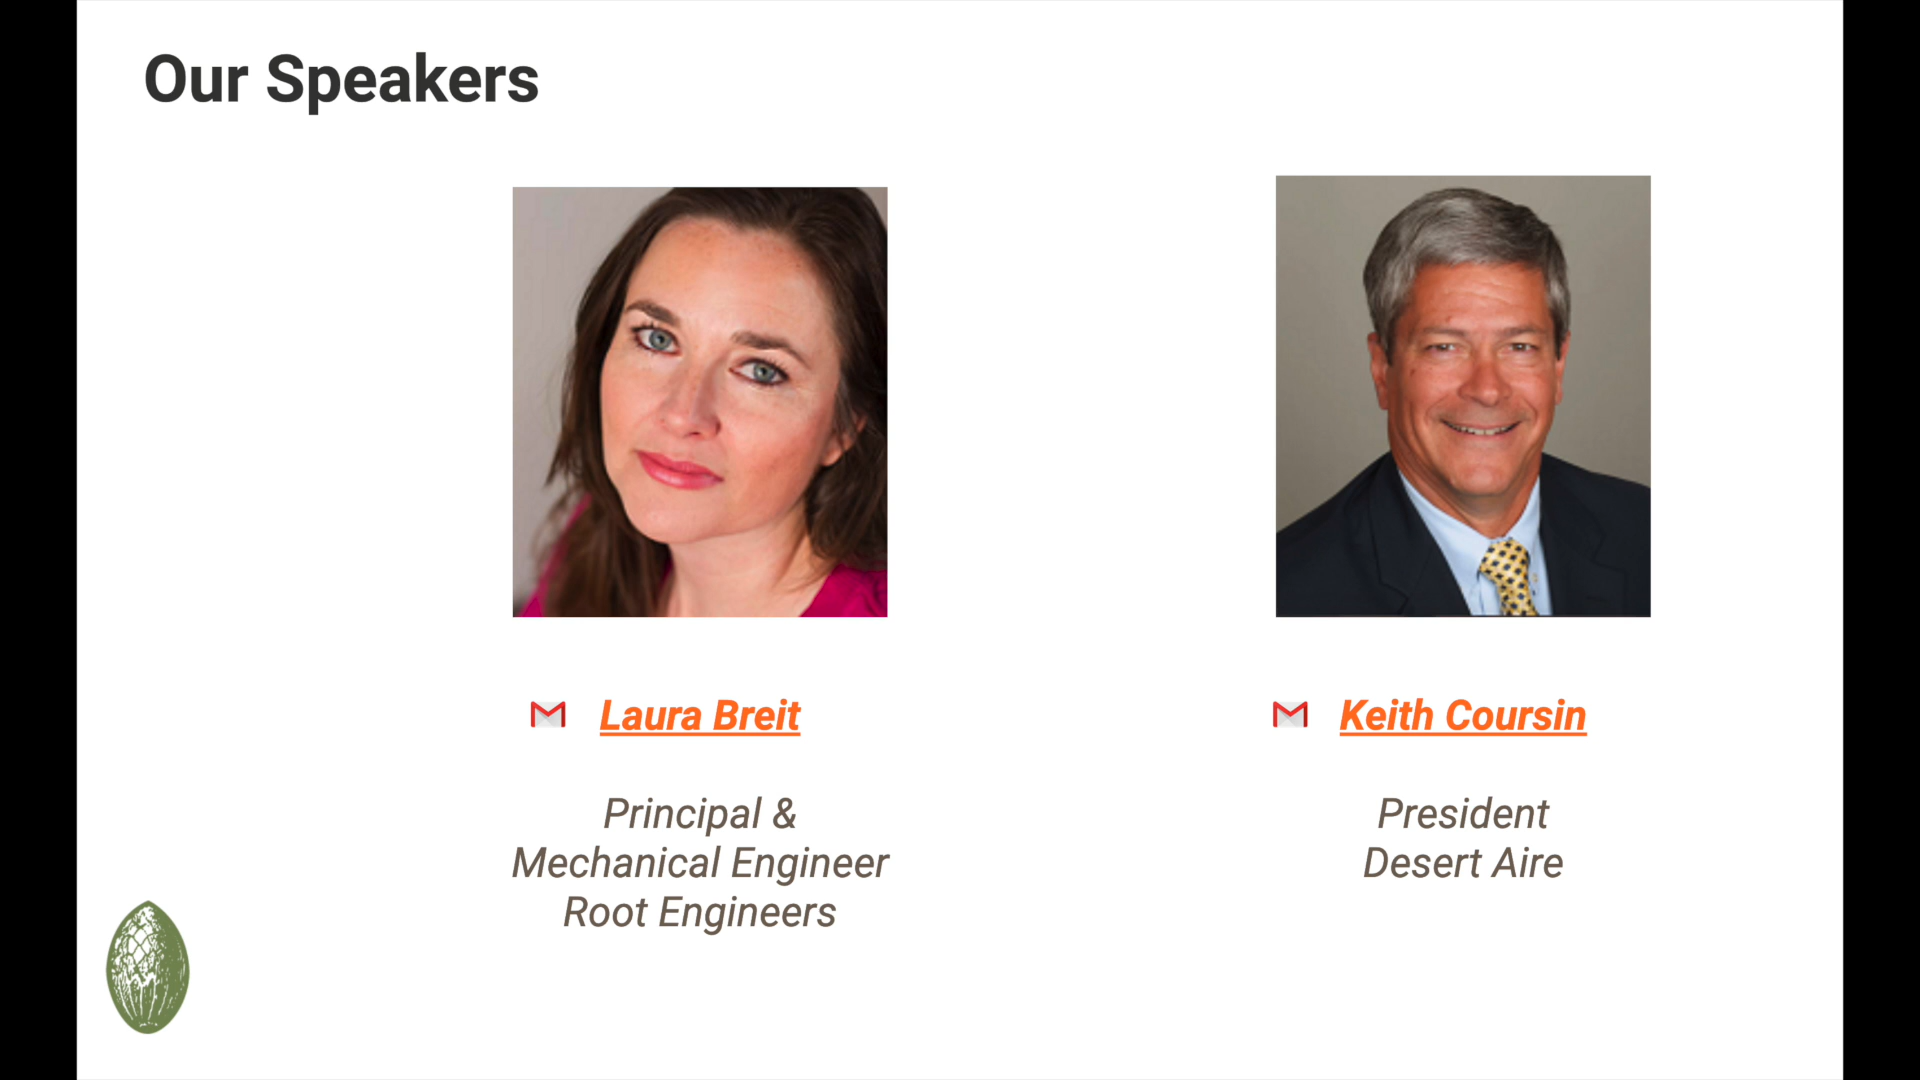 Our Speakers
Laura Breit
Principal &
Mechanical Engineer
Root Engineers
Keith Coursin
President
Desert Aire